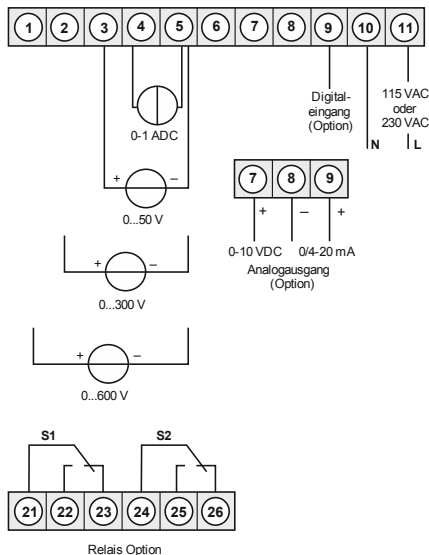 1 2 3 4 5 6 7 8 9 10 11
0-1 ADC
Digital-
eingang
(Option)
N
115 VAC
oder
230 VAC
L
+ –
0...50 V
7 8 9
+ – +
0-10 VDC 0/4-20 mA
Analogausgang
(Option)
+ –
0...300 V
+ –
0...600 V
S1 S2
21 22 23 24 25 26
Relais Option